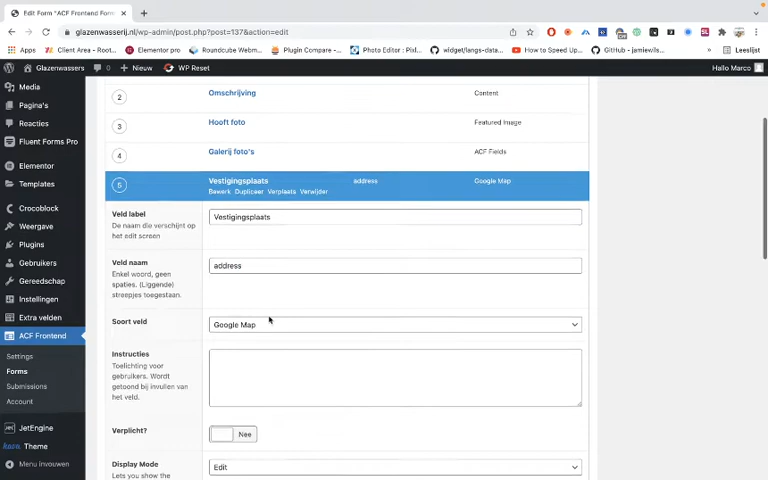 Edit Form "ACF Frontend Form
glazenwasserij.nl/wp-admin/post.php?post=137&action=edit
Apps
Client Area - Root...
Elementor pro
Roundcube Webm...
Plugin Compare -...
Photo Editor : Pixl...
widget/langs-data...
How to Speed Up...
GitHub - jamiewils...
»
Leeslijst
Glazenwassers
0
Nieuw
WP Reset
Hallo Marco
Media
Pagina's
Reacties
Fluent Forms Pro
Elementor
Templates
Crocoblock
Weergave
Plugins
Gebruikers
Gereedschap
Instellingen
Extra velden
ACF Frontend
Settings
Forms
Submissions
Account
JetEngine
Theme
Menu invouwen
2 Omschrijving Content
3 Hooft foto Featured Image
4 Galerij foto's ACF Fields
5 Vestigingsplaats address Google Map
Bewerk Dupliceer Verplaats Verwijder
Veld label
De naam die verschijnt op
het edit screen
Vestigingsplaats
Veld naam
Enkel woord, geen
spaties. (Liggende)
streepjes toegestaan.
address
Soort veld
Google Map
Instructies
Toelichting voor
gebruikers. Wordt
getoond bij invullen van
het veld.
Verplicht?
Nee
Display Mode
Lets you show the
Edit